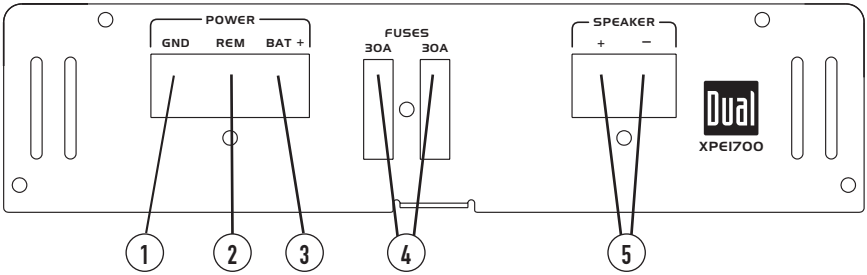 POWER
GND REM BAT +
FUSES
30A 30A
SPEAKER
+ −
Dual
XPE1700
1 2 3 4 5